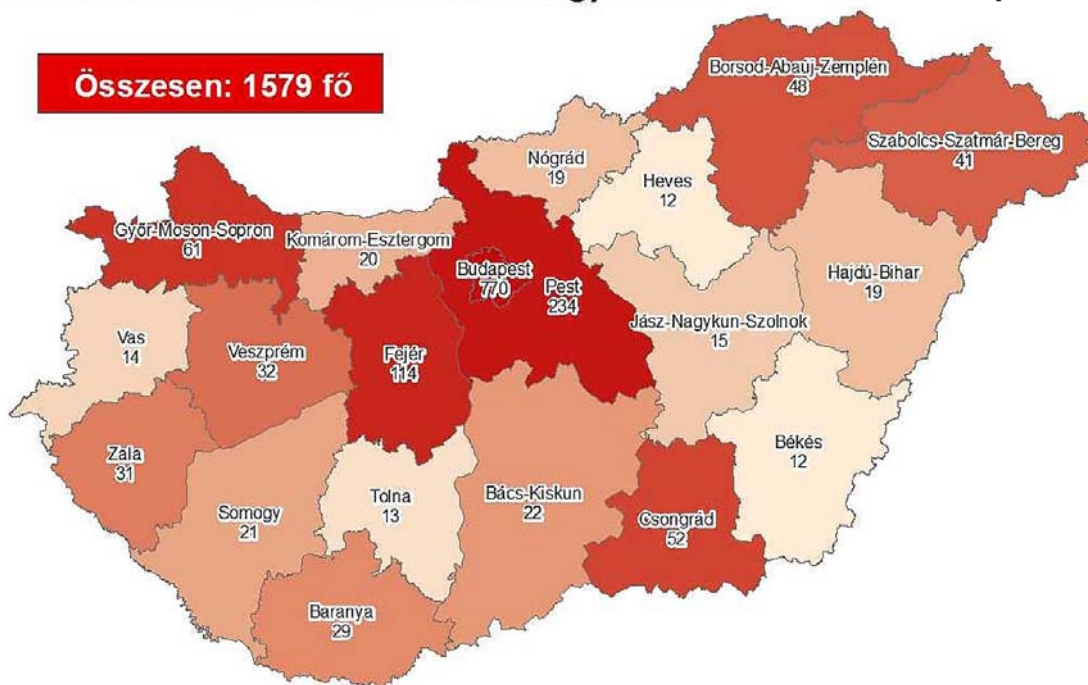 Összesen: 1579 fő
Borsod-Abaúj-Zemplén
48
Szabolcs-Szatmár-Bereg
41
Nógrád
19
Heves
12
Győr-Moson-Sopron
61
Komárom-Esztergom
20
Budapest
770
Pest
234
Hajdú-Bihar
19
Jász-Nagykun-Szolnok
15
Vas
14
Veszprém
32
Fejér
114
Zala
31
Békés
12
Tolna
13
Bács-Kiskun
22
Somogy
21
Csongrád
52
Baranya
29